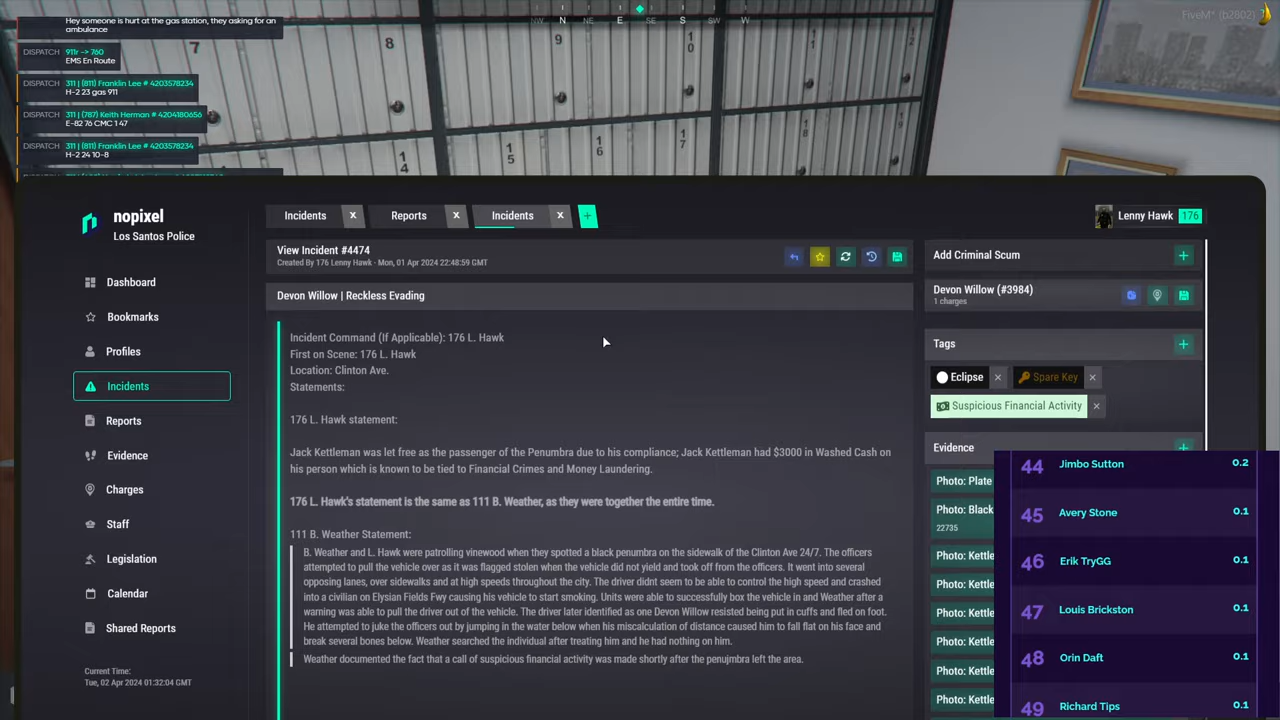 Hey someone is hurt at the gas station, they asking for an
ambulance
DISPATCH 911r -> 760
EMS En Route
DISPATCH 311 | (811) Franklin Lee # 4203578234
H-2 23 gas 911
DISPATCH 311 | (787) Keith Herman # 4204180656
E-82 76 CMC 1 47
DISPATCH 311 | (811) Franklin Lee # 4203578234
H-2 24 10-8
NW N NE E SE S SW W
FiveM* (b2802)
7 8 9 10 11 12
14 15 16 17
nopixel
Los Santos Police
Dashboard
Bookmarks
Profiles
Incidents
Reports
Evidence
Charges
Staff
Legislation
Calendar
Shared Reports
Current Time:
Tue, 02 Apr 2024 01:32:04 GMT
Incidents x Reports x Incidents x +
Lenny Hawk 176
View Incident #4474
Created By 176 Lenny Hawk - Mon, 01 Apr 2024 22:48:59 GMT
Devon Willow | Reckless Evading
Incident Command (If Applicable): 176 L. Hawk
First on Scene: 176 L. Hawk
Location: Clinton Ave.
Statements:
176 L. Hawk statement:
Jack Kettleman was let free as the passenger of the Penumbra due to his compliance; Jack Kettleman had $3000 in Washed Cash on
his person which is known to be tied to Financial Crimes and Money Laundering.
176 L. Hawk's statement is the same as 111 B. Weather, as they were together the entire time.
111 B. Weather Statement:
B. Weather and L. Hawk were patrolling vinewood when they spotted a black penumbra on the sidewalk of the Clinton Ave 24/7. The officers
attempted to pull the vehicle over as it was flagged stolen when the vehicle did not yield and took off from the officers. It went into several
opposing lanes, over sidewalks and at high speeds throughout the city. The driver didnt seem to be able to control the high speed and crashed
into a civilian on Elysian Fields Fwy causing his vehicle to start smoking. Units were able to successfully box the vehicle in and Weather after a
warning was able to pull the driver out of the vehicle. The driver later identified as one Devon Willow resisted being put in cuffs and fled on foot.
He attempted to juke the officers out by jumping in the water below when his miscalculation of distance caused him to fall flat on his face and
break several bones below. Weather searched the individual after treating him and he had nothing on him.
Weather documented the fact that a call of suspicious financial activity was made shortly after the penujmbra left the area.
Add Criminal Scum +
Devon Willow (#3984)
1 charges
Tags +
Eclipse × Spare Key ×
Suspicious Financial Activity ×
Evidence +
Photo: Plate
Photo: Black
22735
Photo: Kettle
Photo: Kettle
Photo: Kettle
Photo: Kettle
Photo: Kettle
Photo: Kettle
44 Jimbo Sutton 0.2
45 Avery Stone 0.1
46 Erik TryGG 0.1
47 Louis Brickston 0.1
48 Orin Daft 0.1
49 Richard Tips 0.1